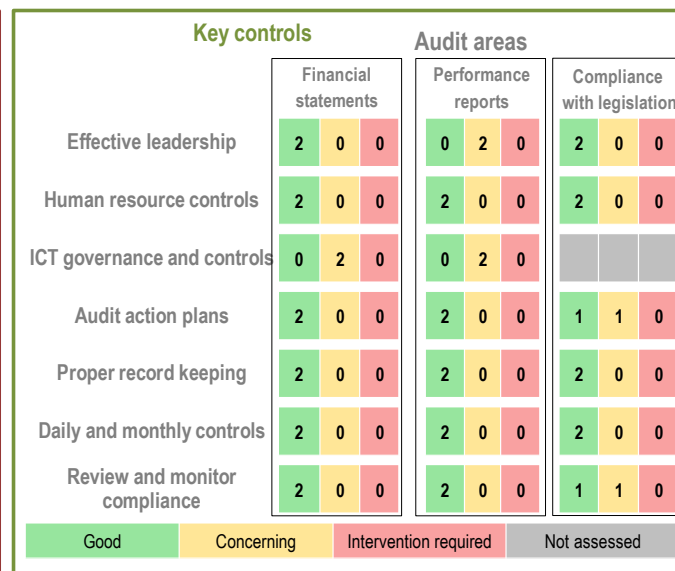 Key controls
Audit areas
Financial statements
Performance reports
Compliance with legislation
Effective leadership 2 0 0 0 2 0 2 0 0
Human resource controls 2 0 0 2 0 0 2 0 0
ICT governance and controls 0 2 0 0 2 0
Audit action plans 2 0 0 2 0 0 1 1 0
Proper record keeping 2 0 0 2 0 0 2 0 0
Daily and monthly controls 2 0 0 2 0 0 2 0 0
Review and monitor compliance 2 0 0 2 0 0 1 1 0
Good Concerning Intervention required Not assessed